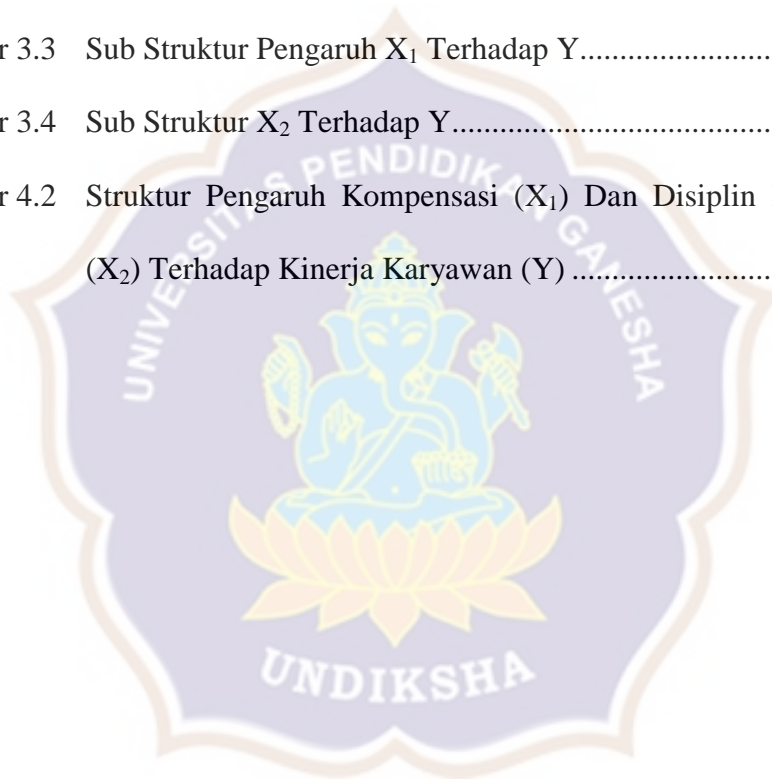 r 3.3 Sub Struktur Pengaruh X₁ Terhadap Y.......................
r 3.4 Sub Struktur X₂ Terhadap Y.......................................
r 4.2 Struktur Pengaruh Kompensasi (X₁) Dan Disiplin
(X₂) Terhadap Kinerja Karyawan (Y) ........................
UNIVERSITAS PENDIDIKAN GANESHA
UNDIKSHA